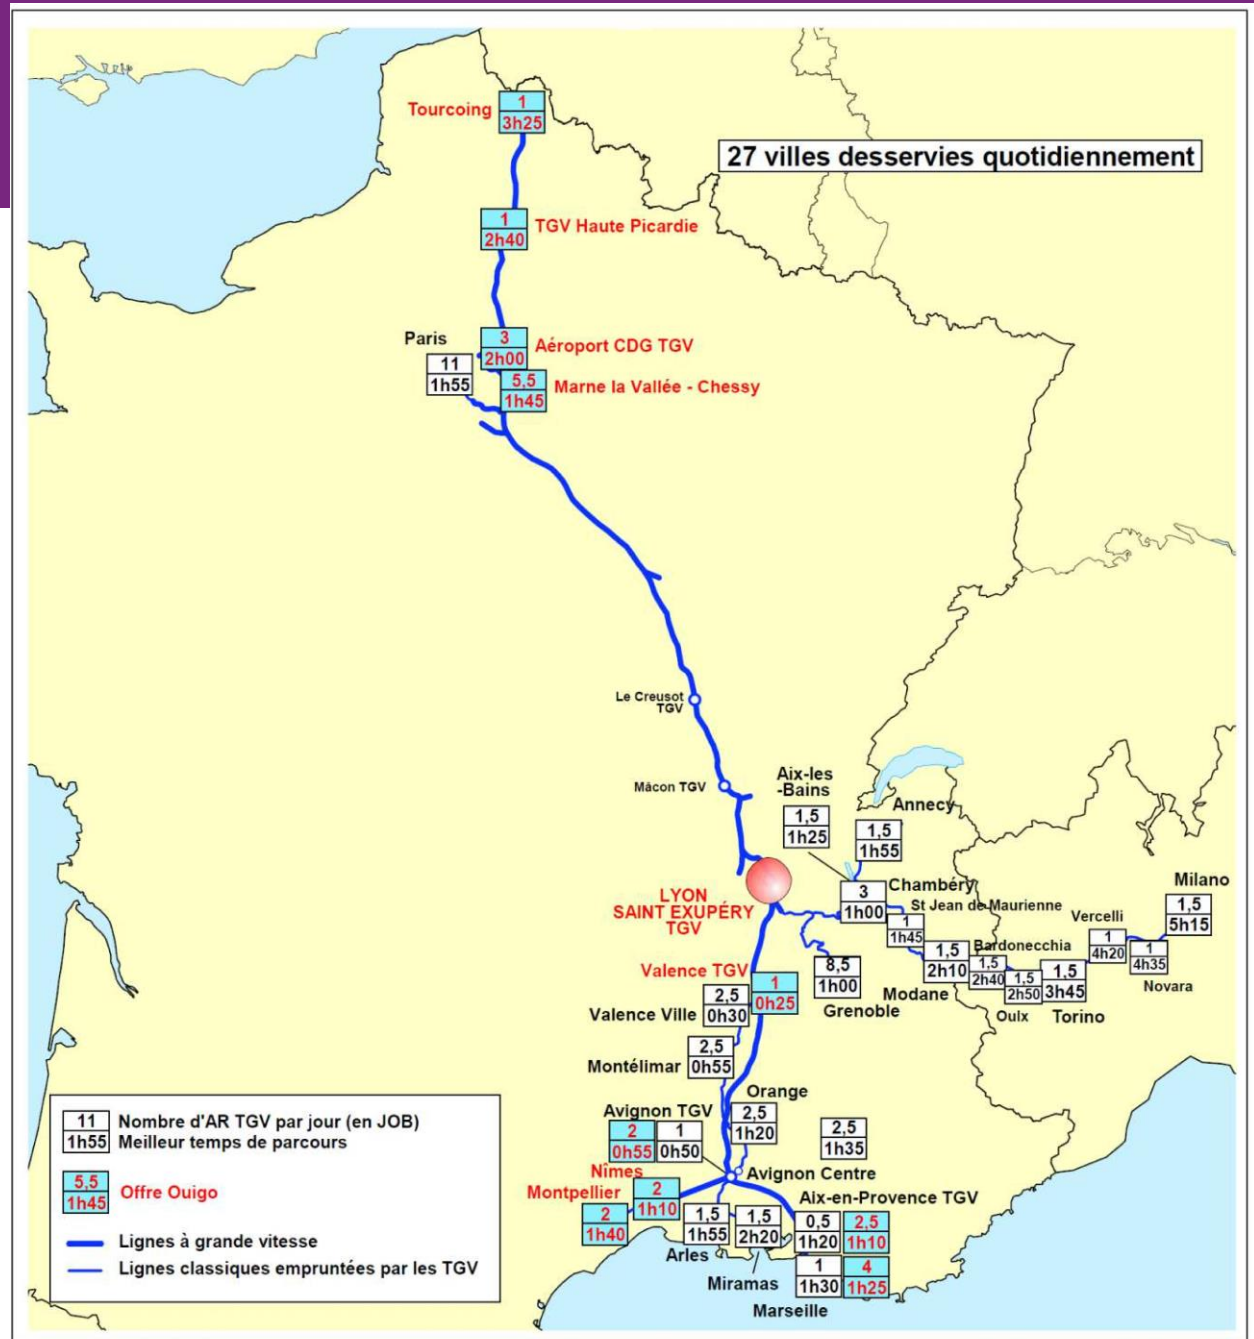 Tourcoing
1
3h25
27 villes desservies quotidiennement
1
2h40
TGV Haute Picardie
Paris
11
1h55
3
2h00
Aéroport CDG TGV
5,5
1h45
Marne la Vallée - Chessy
Le Creusot
TGV
Mâcon TGV
Aix-les
-Bains
1,5
1h25
Annecy
1,5
1h55
LYON
SAINT EXUPÉRY
TGV
Chambéry
3
1h00
St Jean de Maurienne
1
1h45
Milano
1,5
5h15
Vercelli
1
4h20
1
4h35
Novara
Bardonecchia
1,5
2h10
Modane
1,5
2h40
1,5
2h50
Oulx
1,5
3h45
Torino
8,5
1h00
Grenoble
Valence TGV
1
0h25
2,5
0h30
Valence Ville
2,5
0h55
Montélimar
Orange
2,5
1h20
Avignon TGV
2
0h55
1
0h50
2,5
1h35
Avignon Centre
Nîmes
2
1h10
Montpellier
2
1h40
1,5
1h55
Arles
1,5
2h20
Miramas
Aix-en-Provence TGV
0,5
1h20
2,5
1h10
1
1h30
4
1h25
Marseille
11
1h55
Nombre d'AR TGV par jour (en JOB)
Meilleur temps de parcours
5,5
1h45
Offre Ouigo
Lignes à grande vitesse
Lignes classiques empruntées par les TGV